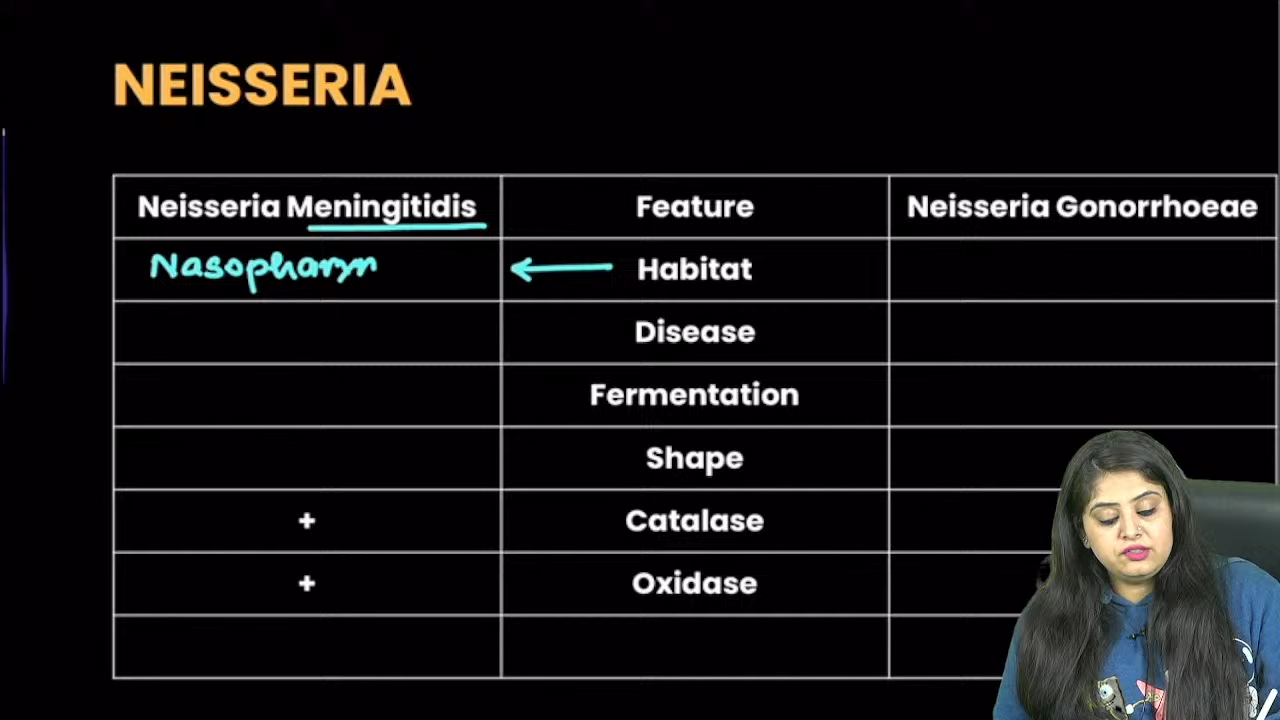 NEISSERIA
Neisseria Meningitidis Feature Neisseria Gonorrhoeae
Nasopharyn Habitat
Disease
Fermentation
Shape
+ Catalase
+ Oxidase